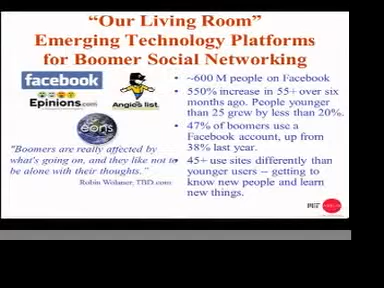 “Our Living Room”
Emerging Technology Platforms
for Boomer Social Networking
facebook
Epinions.com
Angie's list
eons
"Boomers are really affected by
what's going on, and they like not to
be alone with their thoughts."
Robin Wolaner, TBD.com
• ~600 M people on Facebook
• 550% increase in 55+ over six
months ago. People younger
than 25 grew by less than 20%.
• 47% of boomers use a
Facebook account, up from
38% last year.
• 45+ use sites differently than
younger users -- getting to
know new people and learn
new things.